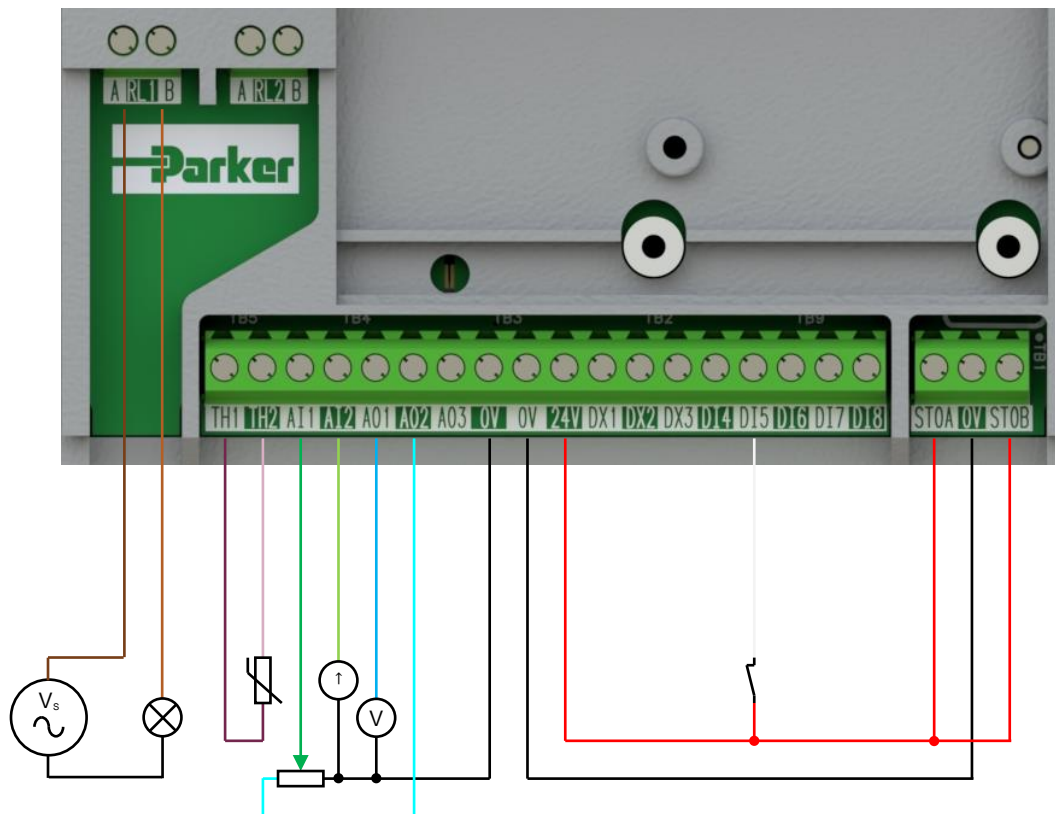 A RL1 B A RL2 B
Parker
TB5 TB4 TB3 TB2 TB9
TB1
TH1 TH2 AI1 AI2 AO1 AO2 AO3 0V 0V 24V DX1 DX2 DX3 DI4 DI5 DI6 DI7 DI8 STOA 0V STOB
↑
Vs
V